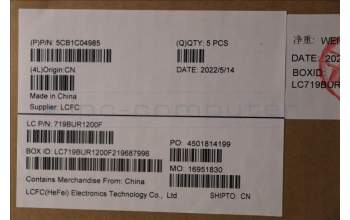 (P)P/N: 5CB1C04985
(Q)QTY: 5 PCS
(4L)Origin:CN
DATE: 2022/5/14
Made in China
Supplier: LCFC
净重:
DATE: 202
BOXID:
LC719BUR
LC P/N: 719BUR1200F
PO: 4501814199
BOX ID: LC719BUR1200F219687996
MO: 16951830
Contains Merchandise From: China
LCFC(HeFei) Electronics Technology Co., Ltd
SHIPTO: CN